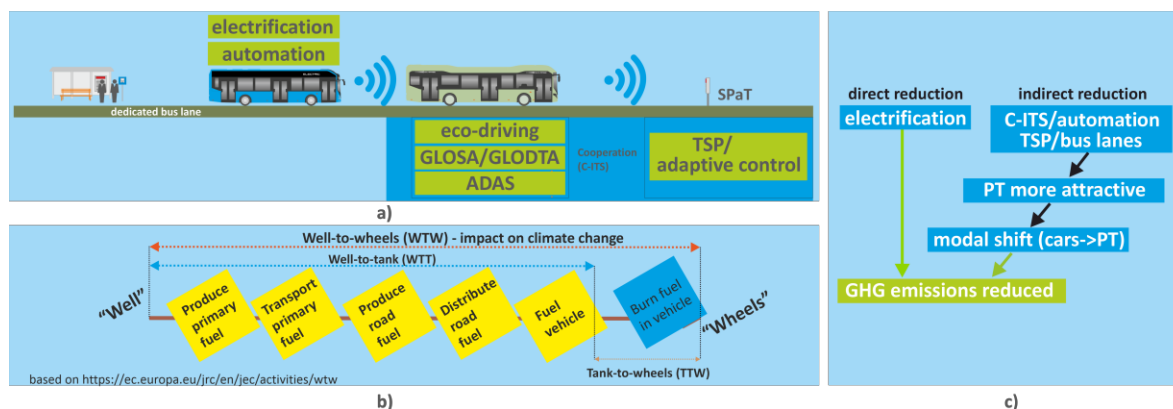 electrification
automation
SPaT
dedicated bus lane
eco-driving
GLOSA/GLODTA
ADAS
Cooperation
(C-ITS)
TSP/
adaptive control
a)
Well-to-wheels (WTW) - impact on climate change
Well-to-tank (WTT)
“Well”
Produce
primary
fuel
Transport
primary
fuel
Produce
road
fuel
Distribute
road
fuel
Fuel
vehicle
Burn fuel
in vehicle
“Wheels”
Tank-to-wheels (TTW)
based on https://ec.europa.eu/jrc/en/jec/activities/wtw
b)
direct reduction
electrification
indirect reduction
C-ITS/automation
TSP/bus lanes
PT more attractive
modal shift (cars->PT)
GHG emissions reduced
c)